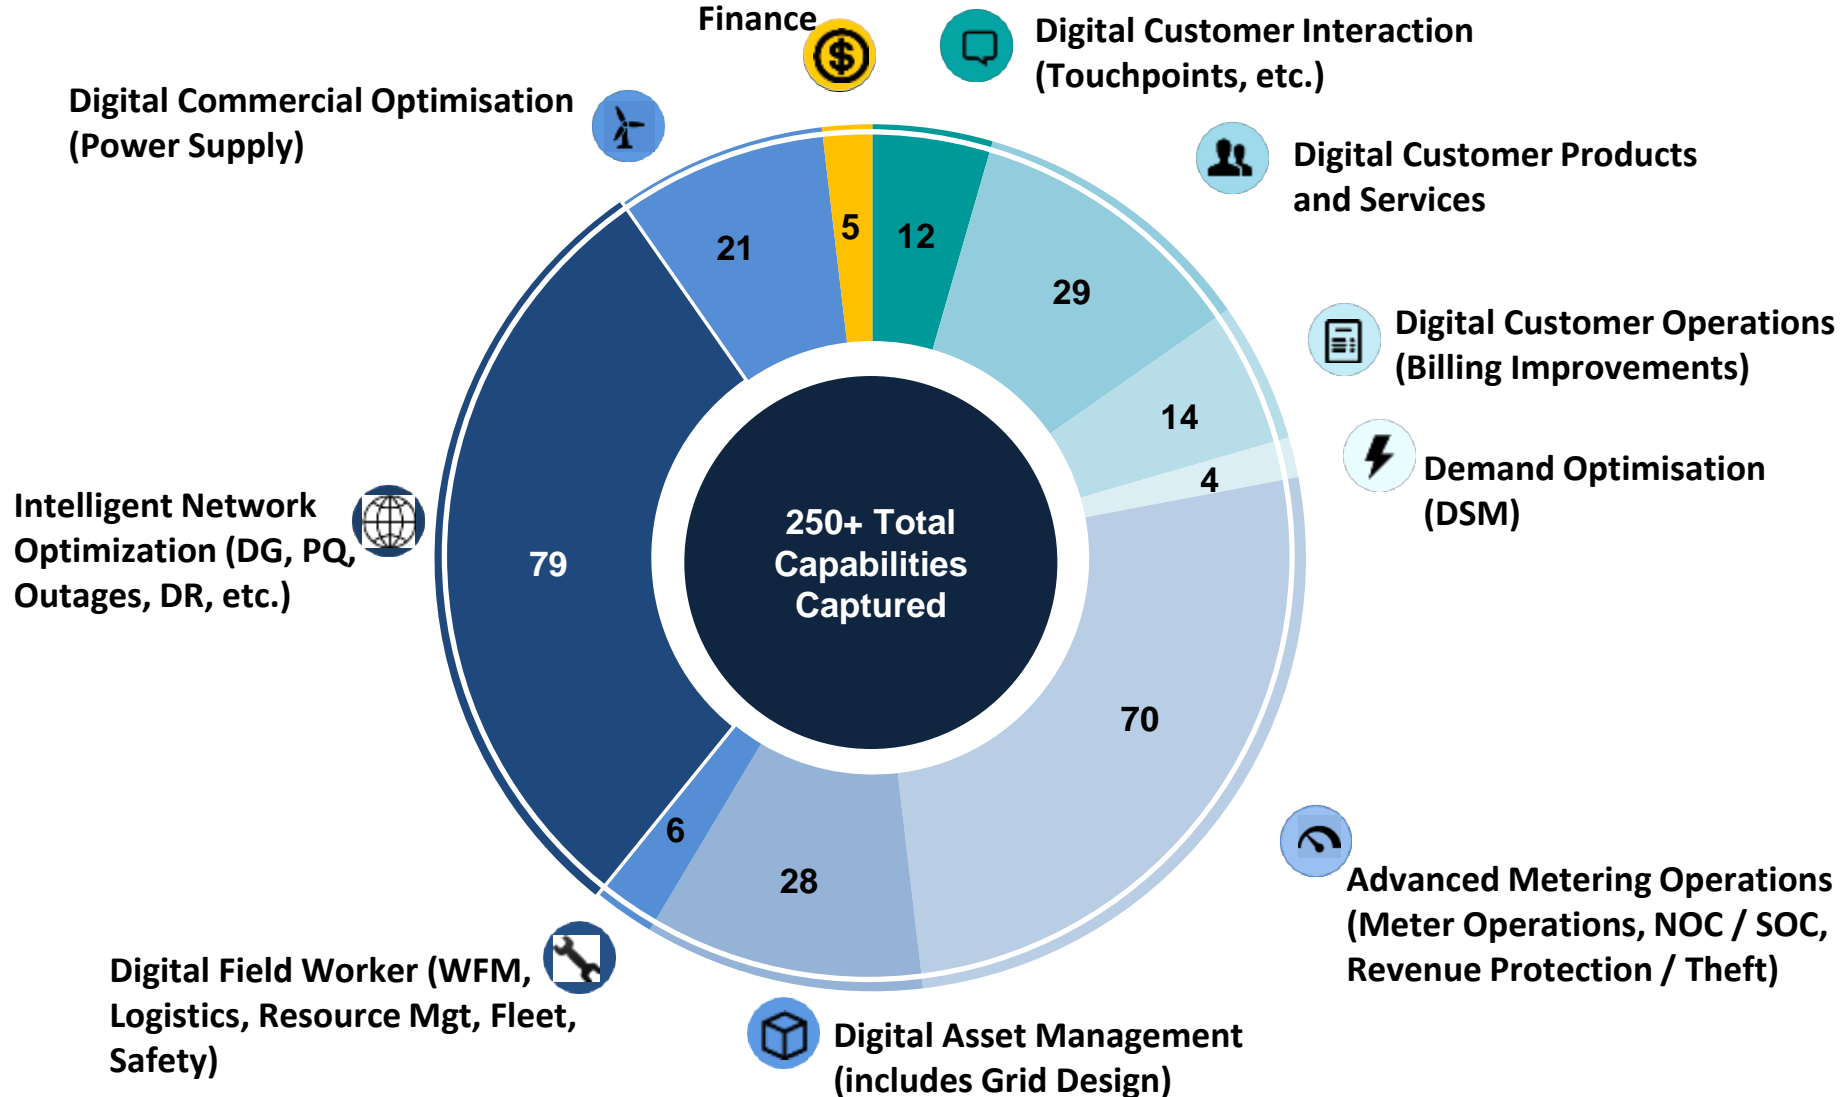 Finance
$
Digital Customer Interaction
(Touchpoints, etc.)
Digital Commercial Optimisation
(Power Supply)
Digital Customer Products
and Services
5
12
21
29
Digital Customer Operations
(Billing Improvements)
14
Demand Optimisation
(DSM)
4
Intelligent Network
Optimization (DG, PQ,
Outages, DR, etc.)
79
250+ Total
Capabilities
Captured
70
6
28
Advanced Metering Operations
(Meter Operations, NOC / SOC,
Revenue Protection / Theft)
Digital Field Worker (WFM,
Logistics, Resource Mgt, Fleet,
Safety)
Digital Asset Management
(includes Grid Design)